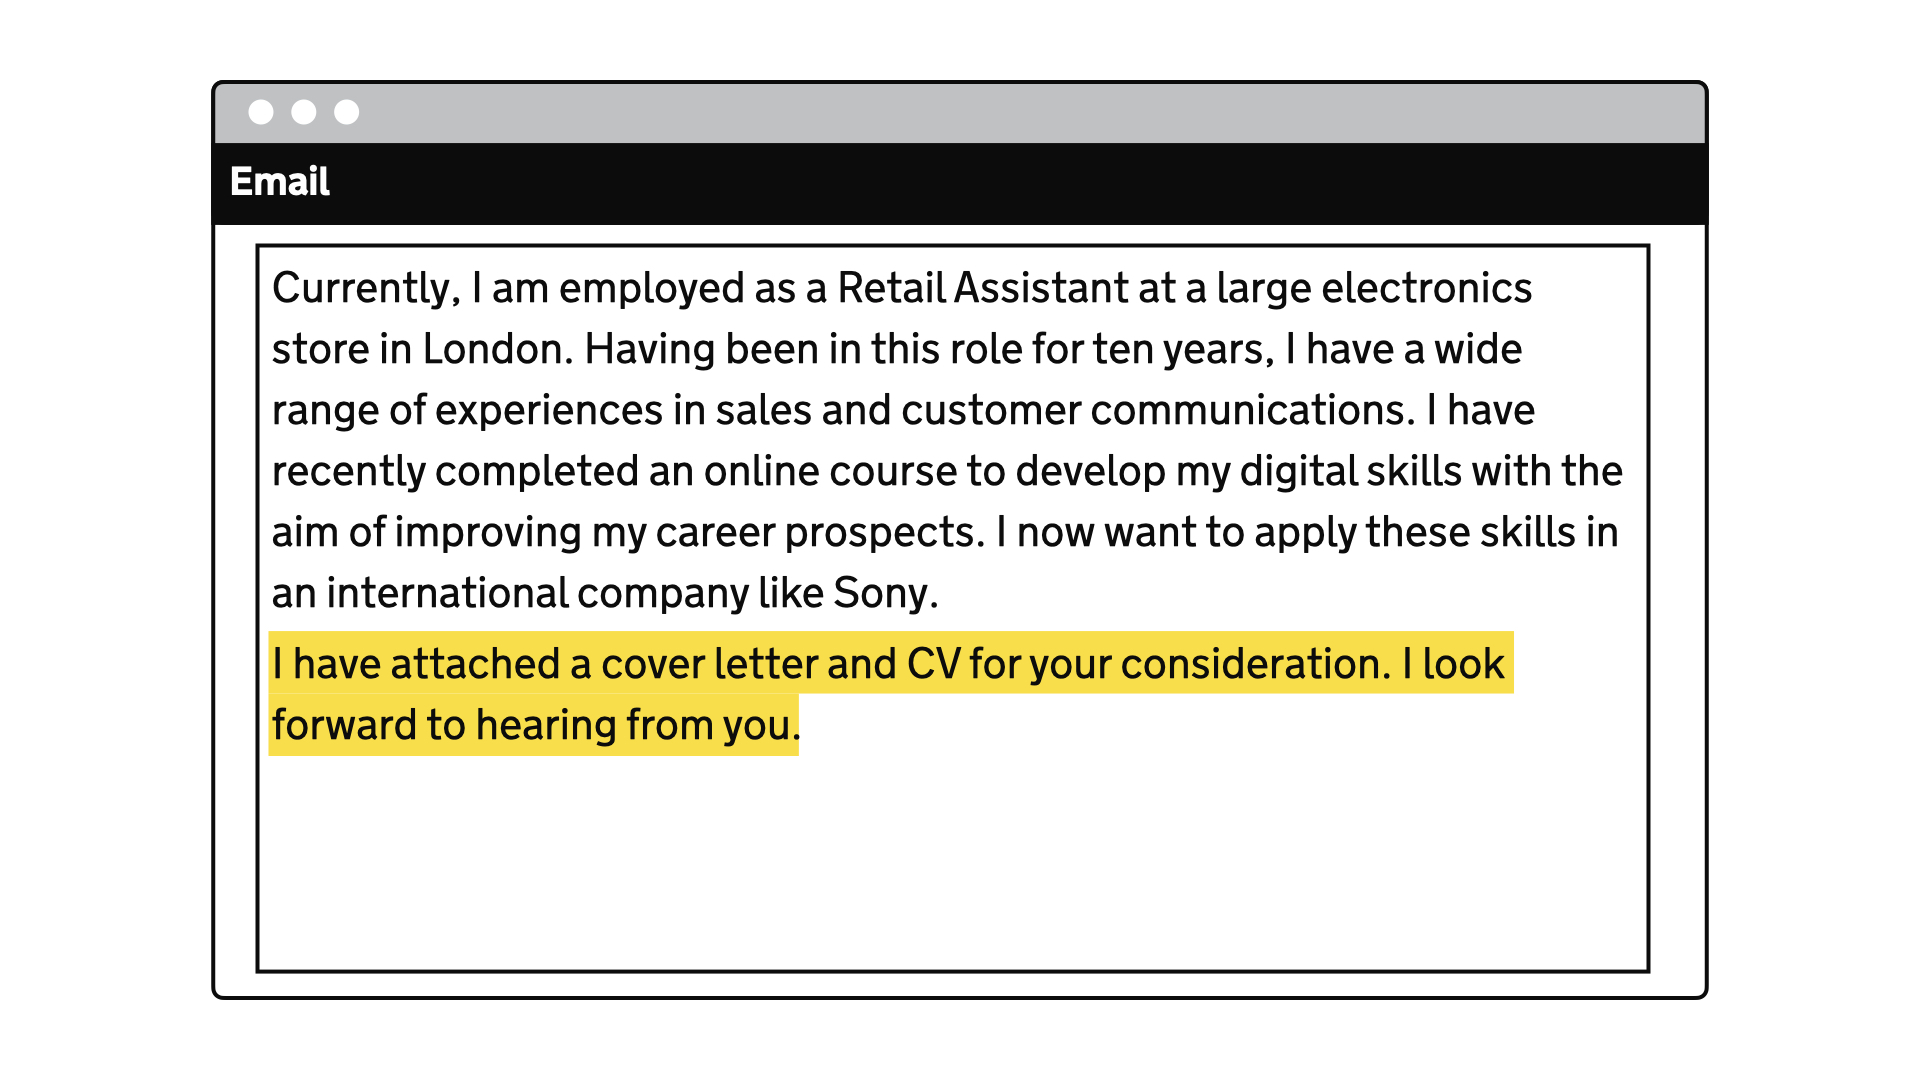 Email
Currently, I am employed as a Retail Assistant at a large electronics
store in London. Having been in this role for ten years, I have a wide
range of experiences in sales and customer communications. I have
recently completed an online course to develop my digital skills with the
aim of improving my career prospects. I now want to apply these skills in
an international company like Sony.
I have attached a cover letter and CV for your consideration. I look
forward to hearing from you.